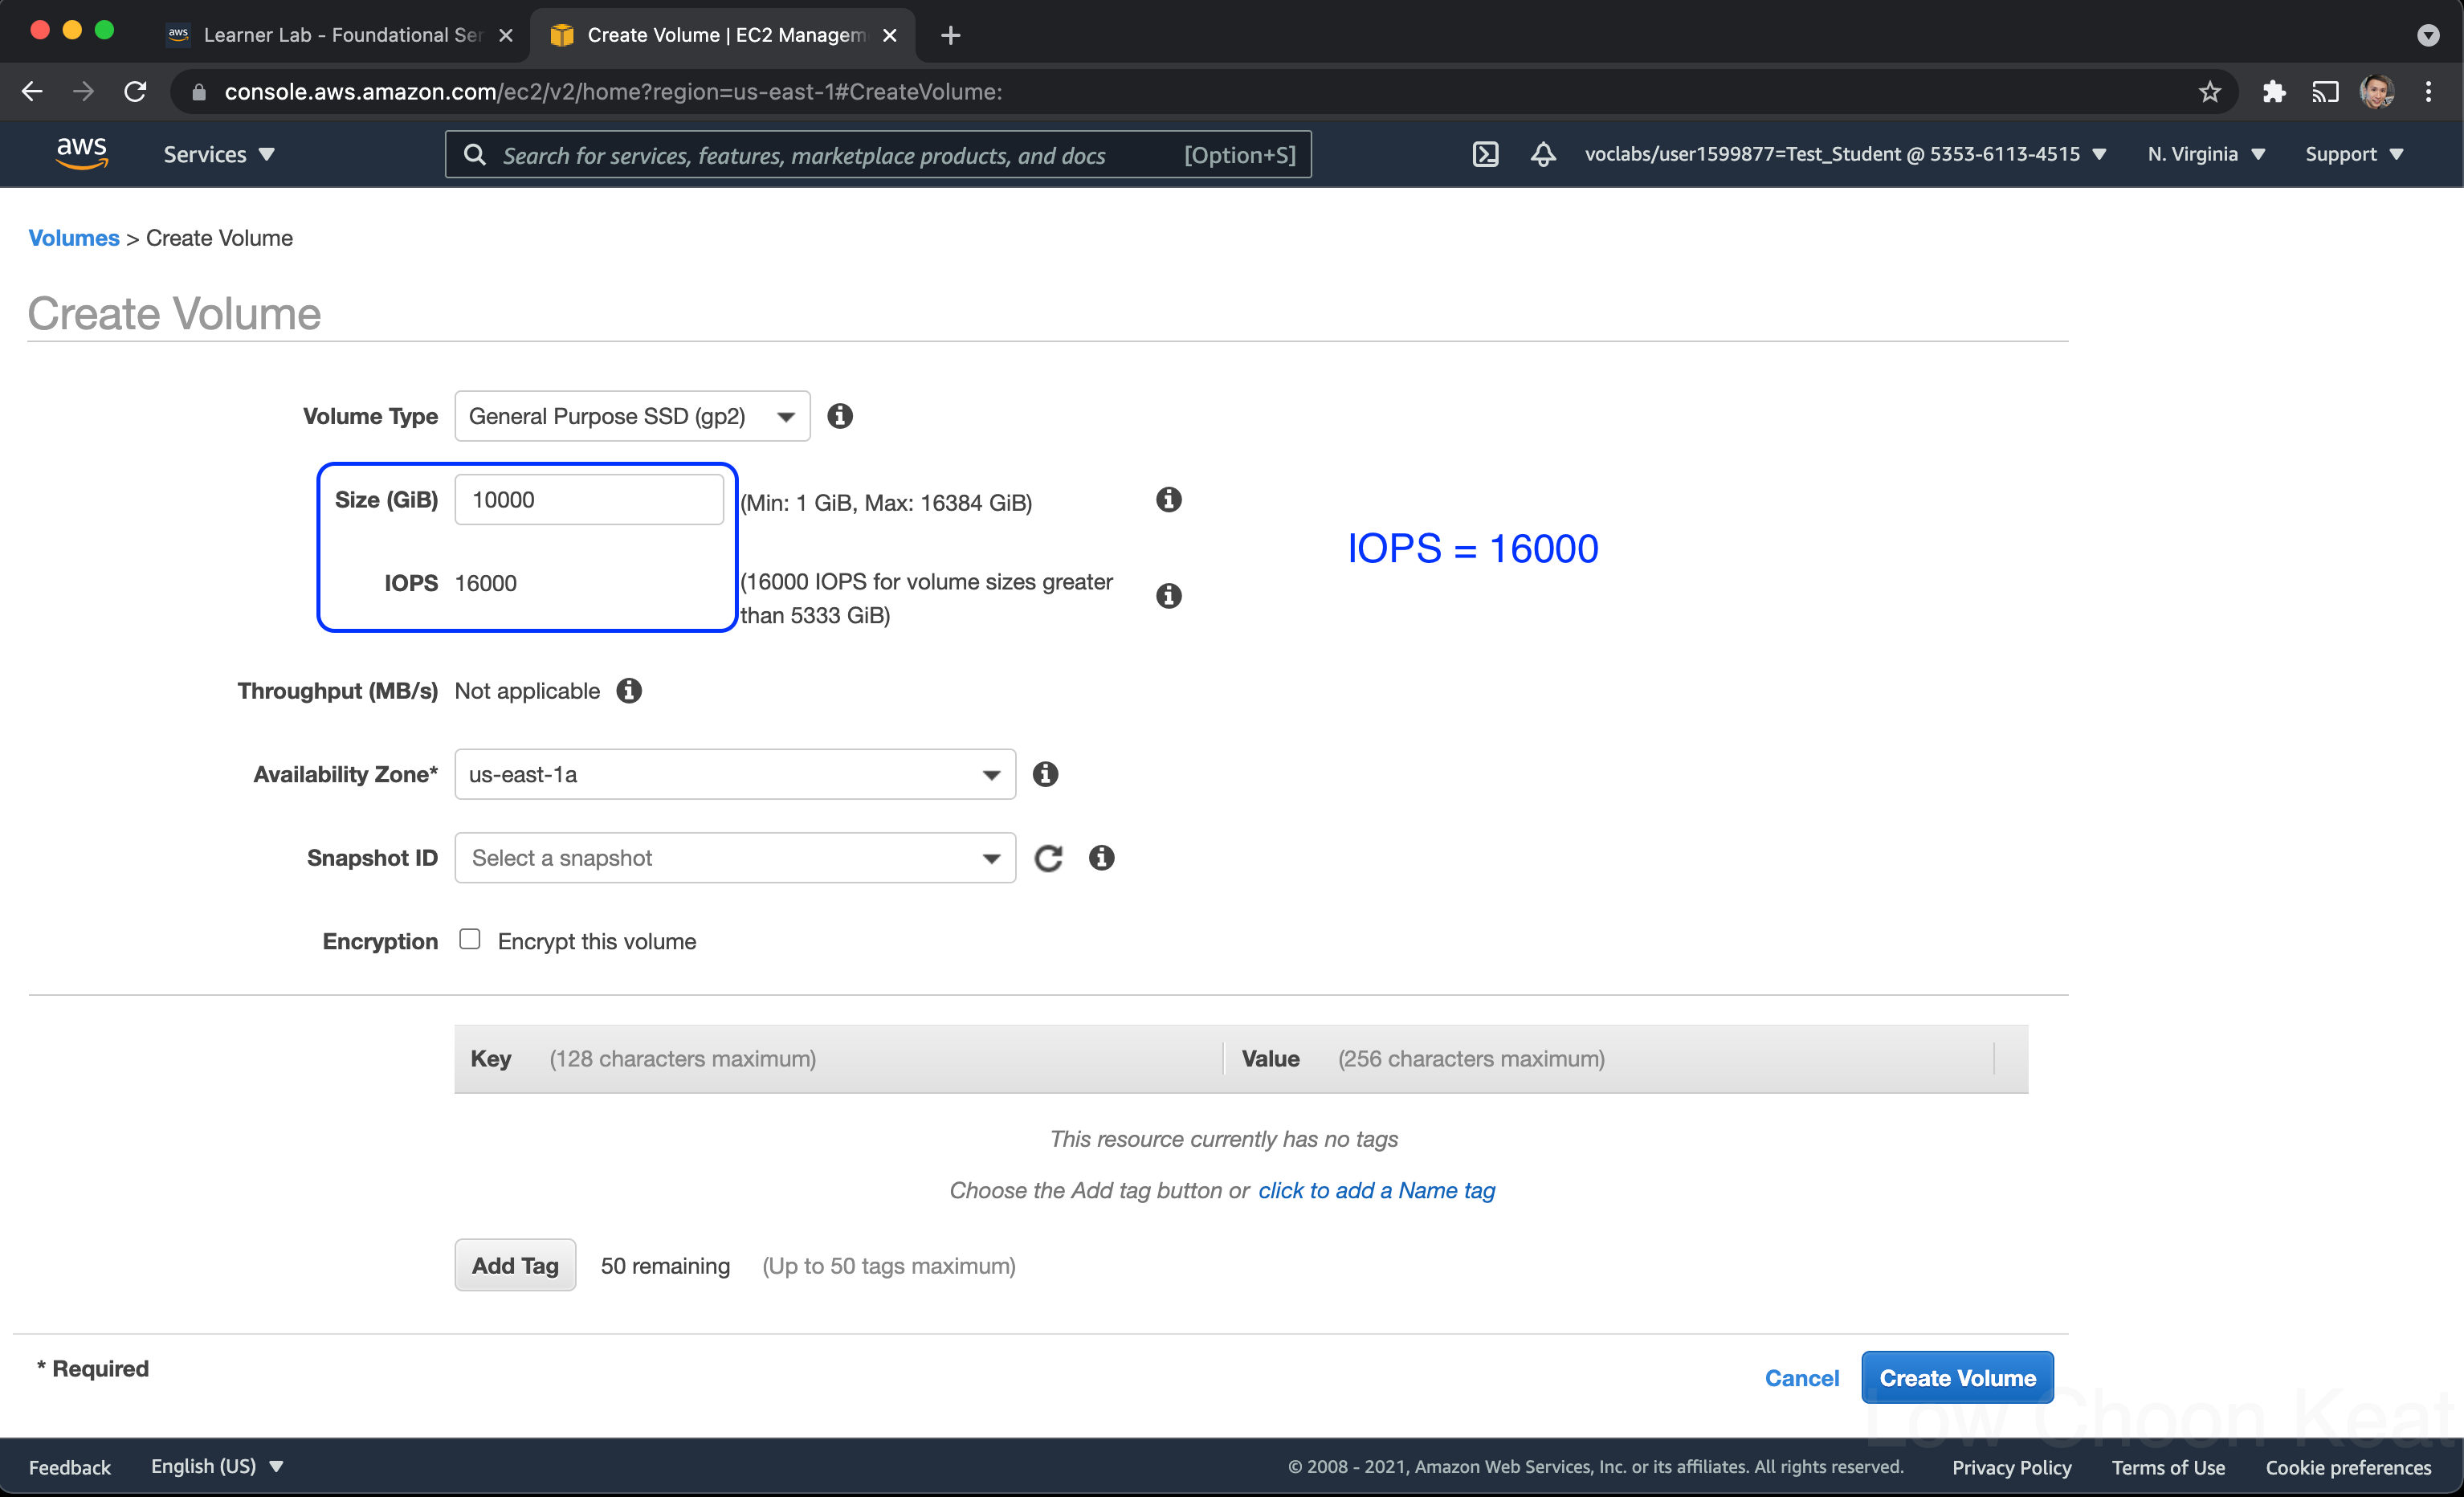 aws Learner Lab - Foundational Ser
Create Volume | EC2 Managem
console.aws.amazon.com/ec2/v2/home?region=us-east-1#CreateVolume:
aws Services Search for services, features, marketplace products, and docs [Option+S] voclabs/user1599877=Test_Student @ 5353-6113-4515 N. Virginia Support
Volumes > Create Volume
Create Volume
Volume Type General Purpose SSD (gp2)
Size (GiB) 10000 (Min: 1 GiB, Max: 16384 GiB)
IOPS = 16000
IOPS 16000 (16000 IOPS for volume sizes greater
than 5333 GiB)
Throughput (MB/s) Not applicable
Availability Zone* us-east-1a
Snapshot ID Select a snapshot
Encryption Encrypt this volume
Key (128 characters maximum) Value (256 characters maximum)
This resource currently has no tags
Choose the Add tag button or click to add a Name tag
Add Tag 50 remaining (Up to 50 tags maximum)
* Required
Cancel Create Volume
Low Choon Keat
Feedback English (US) © 2008 - 2021, Amazon Web Services, Inc. or its affiliates. All rights reserved. Privacy Policy Terms of Use Cookie preferences